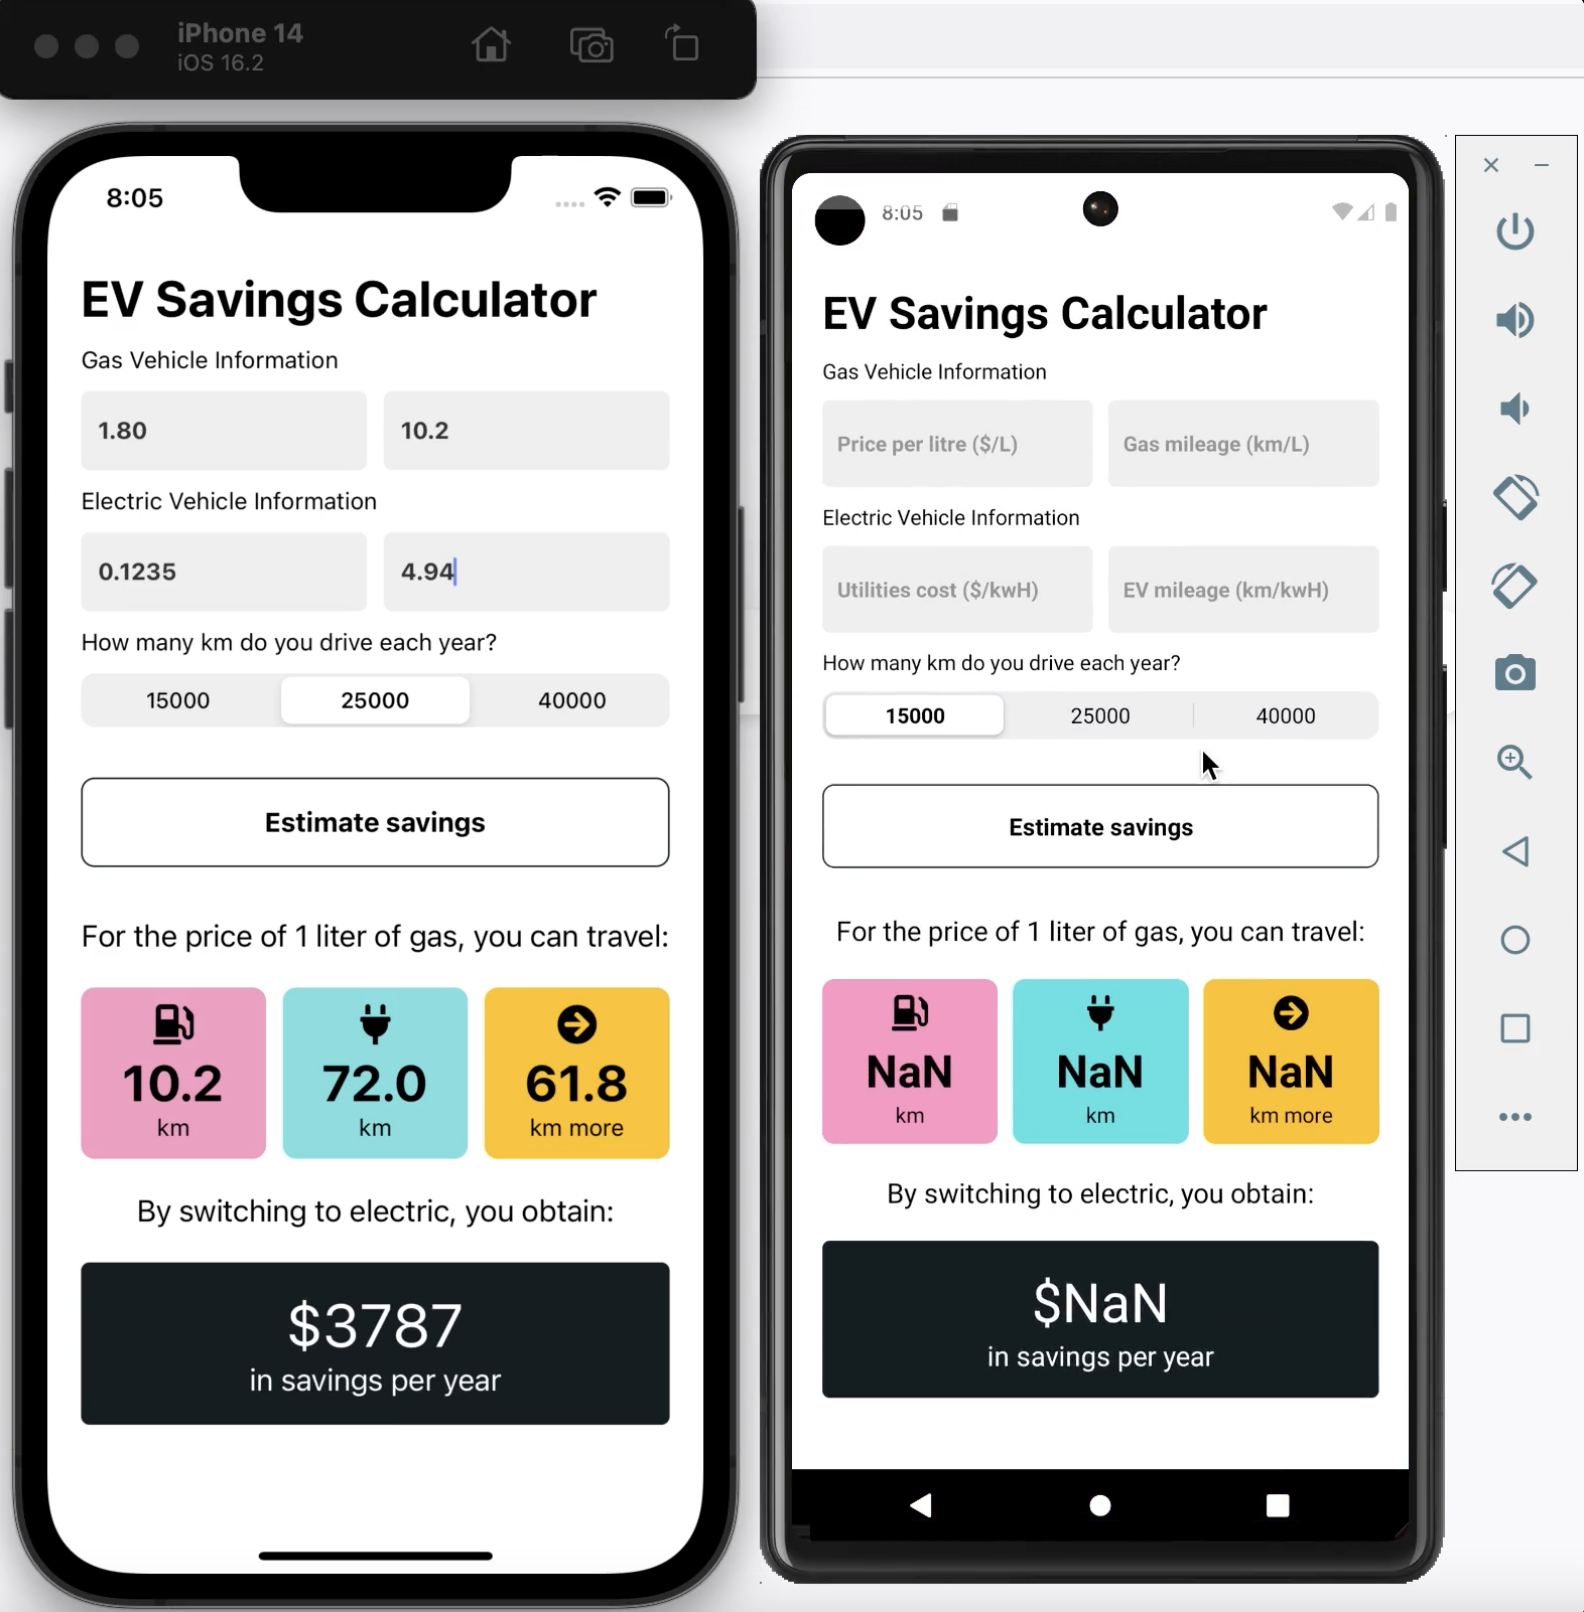 iPhone 14
iOS 16.2
8:05
EV Savings Calculator
Gas Vehicle Information
1.80
10.2
Electric Vehicle Information
0.1235
4.94
How many km do you drive each year?
15000
25000
40000
Estimate savings
For the price of 1 liter of gas, you can travel:
10.2
km
72.0
km
61.8
km more
By switching to electric, you obtain:
$3787
in savings per year
8:05
EV Savings Calculator
Gas Vehicle Information
Price per litre ($/L)
Gas mileage (km/L)
Electric Vehicle Information
Utilities cost ($/kwH)
EV mileage (km/kwH)
How many km do you drive each year?
15000
25000
40000
Estimate savings
For the price of 1 liter of gas, you can travel:
NaN
km
NaN
km
NaN
km more
By switching to electric, you obtain:
$NaN
in savings per year